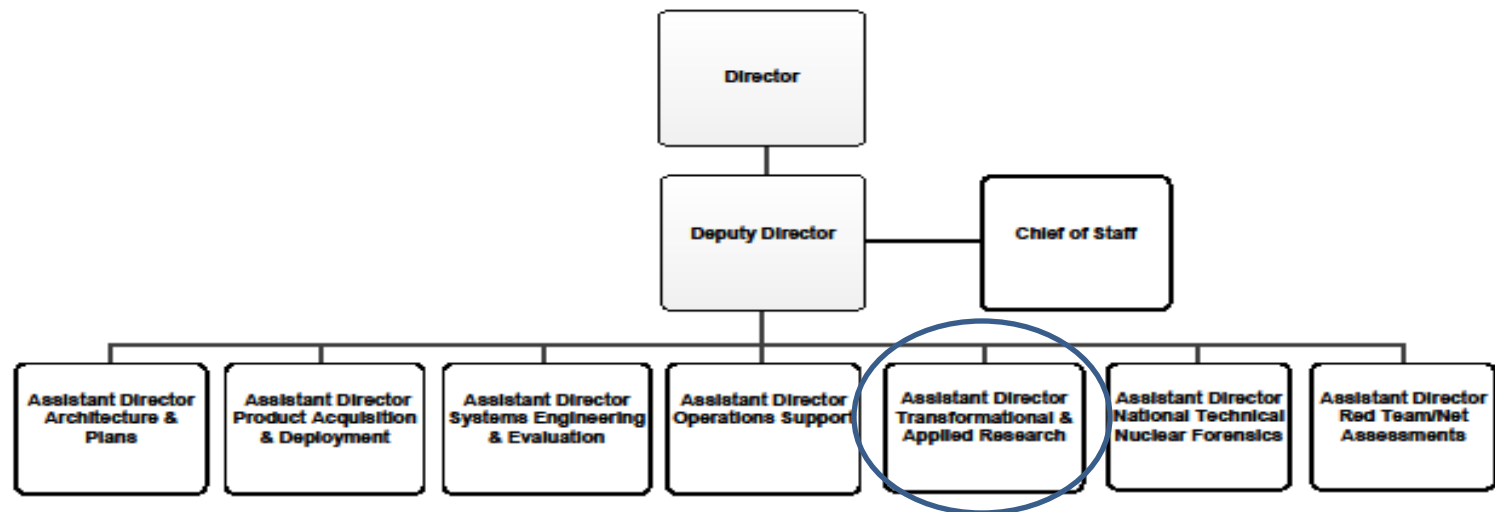 Director
Deputy Director
Chief of Staff
Assistant Director
Architecture &
Plans
Assistant Director
Product Acquisition
& Deployment
Assistant Director
Systems Engineering
& Evaluation
Assistant Director
Operations Support
Assistant Director
Transformational &
Applied Research
Assistant Director
National Technical
Nuclear Forensics
Assistant Director
Red Team/Net
Assessments